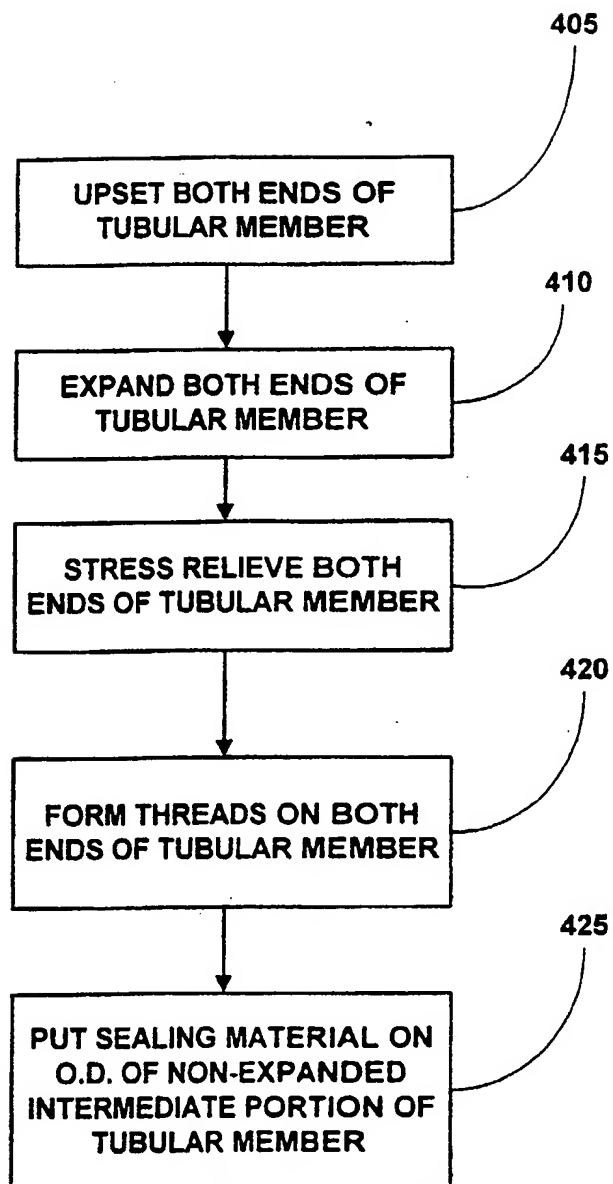 405
UPSET BOTH ENDS OF
TUBULAR MEMBER
410
EXPAND BOTH ENDS OF
TUBULAR MEMBER
415
STRESS RELIEVE BOTH
ENDS OF TUBULAR MEMBER
420
FORM THREADS ON BOTH
ENDS OF TUBULAR MEMBER
425
PUT SEALING MATERIAL ON
O.D. OF NON-EXPANDED
INTERMEDIATE PORTION OF
TUBULAR MEMBER